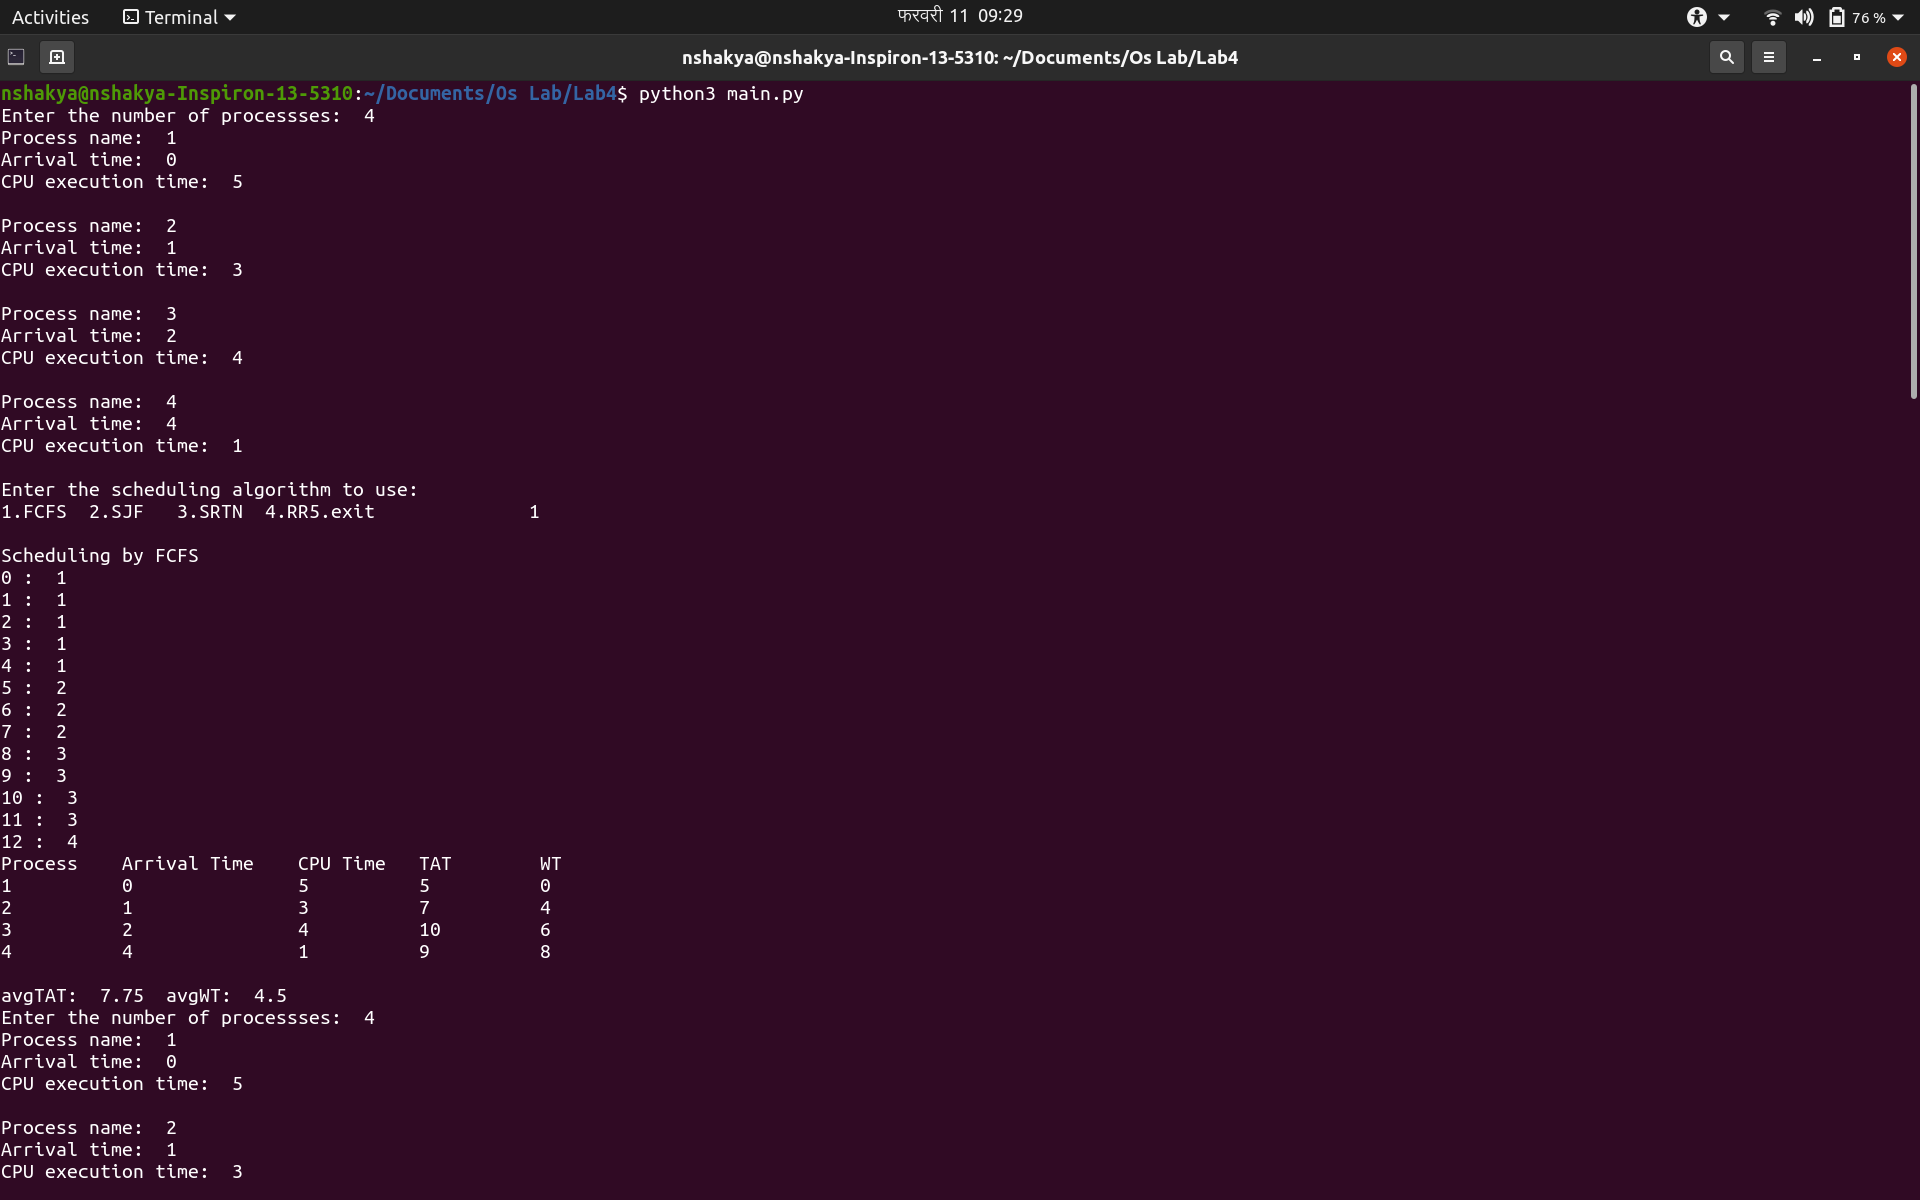 Activities Terminal फरवरी 11 09:29 76 %
nshakya@nshakya-Inspiron-13-5310: ~/Documents/Os Lab/Lab4
nshakya@nshakya-Inspiron-13-5310:~/Documents/Os Lab/Lab4$ python3 main.py
Enter the number of processses:  4
Process name:  1
Arrival time:  0
CPU execution time:  5

Process name:  2
Arrival time:  1
CPU execution time:  3

Process name:  3
Arrival time:  2
CPU execution time:  4

Process name:  4
Arrival time:  4
CPU execution time:  1

Enter the scheduling algorithm to use:
1.FCFS  2.SJF   3.SRTN  4.RR5.exit              1

Scheduling by FCFS
0 :  1
1 :  1
2 :  1
3 :  1
4 :  1
5 :  2
6 :  2
7 :  2
8 :  3
9 :  3
10 :  3
11 :  3
12 :  4
Process    Arrival Time    CPU Time   TAT        WT
1          0               5          5          0
2          1               3          7          4
3          2               4          10         6
4          4               1          9          8

avgTAT:  7.75  avgWT:  4.5
Enter the number of processses:  4
Process name:  1
Arrival time:  0
CPU execution time:  5

Process name:  2
Arrival time:  1
CPU execution time:  3